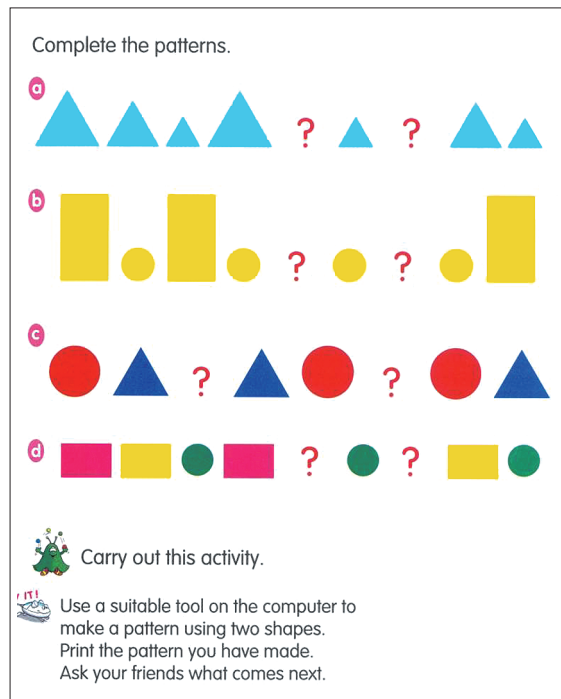 Complete the patterns.
a
? ?
b
? ?
c
? ?
d
? ?
Carry out this activity.
IT!
Use a suitable tool on the computer to
make a pattern using two shapes.
Print the pattern you have made.
Ask your friends what comes next.